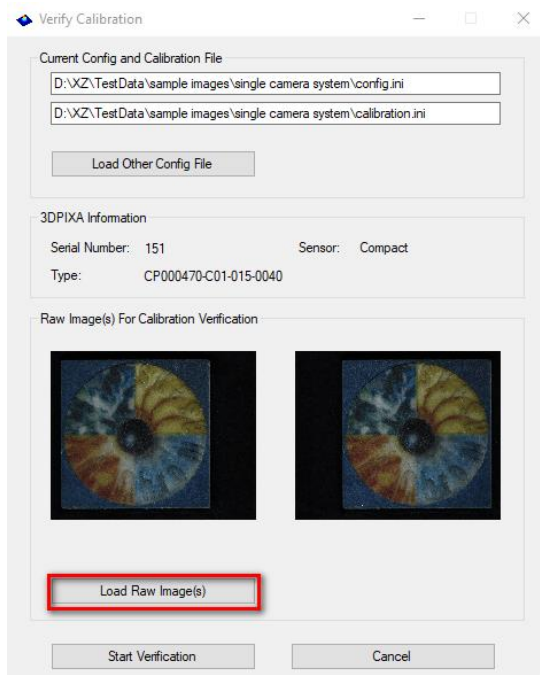 Verify Calibration
Current Config and Calibration File
D:\XZ\TestData\sample images\single camera system\config.ini
D:\XZ\TestData\sample images\single camera system\calibration.ini
Load Other Config File
3DPIXA Information
Serial Number: 151 Sensor: Compact
Type: CP000470-C01-015-0040
Raw Image(s) For Calibration Verification
Load Raw Image(s)
Start Verification Cancel